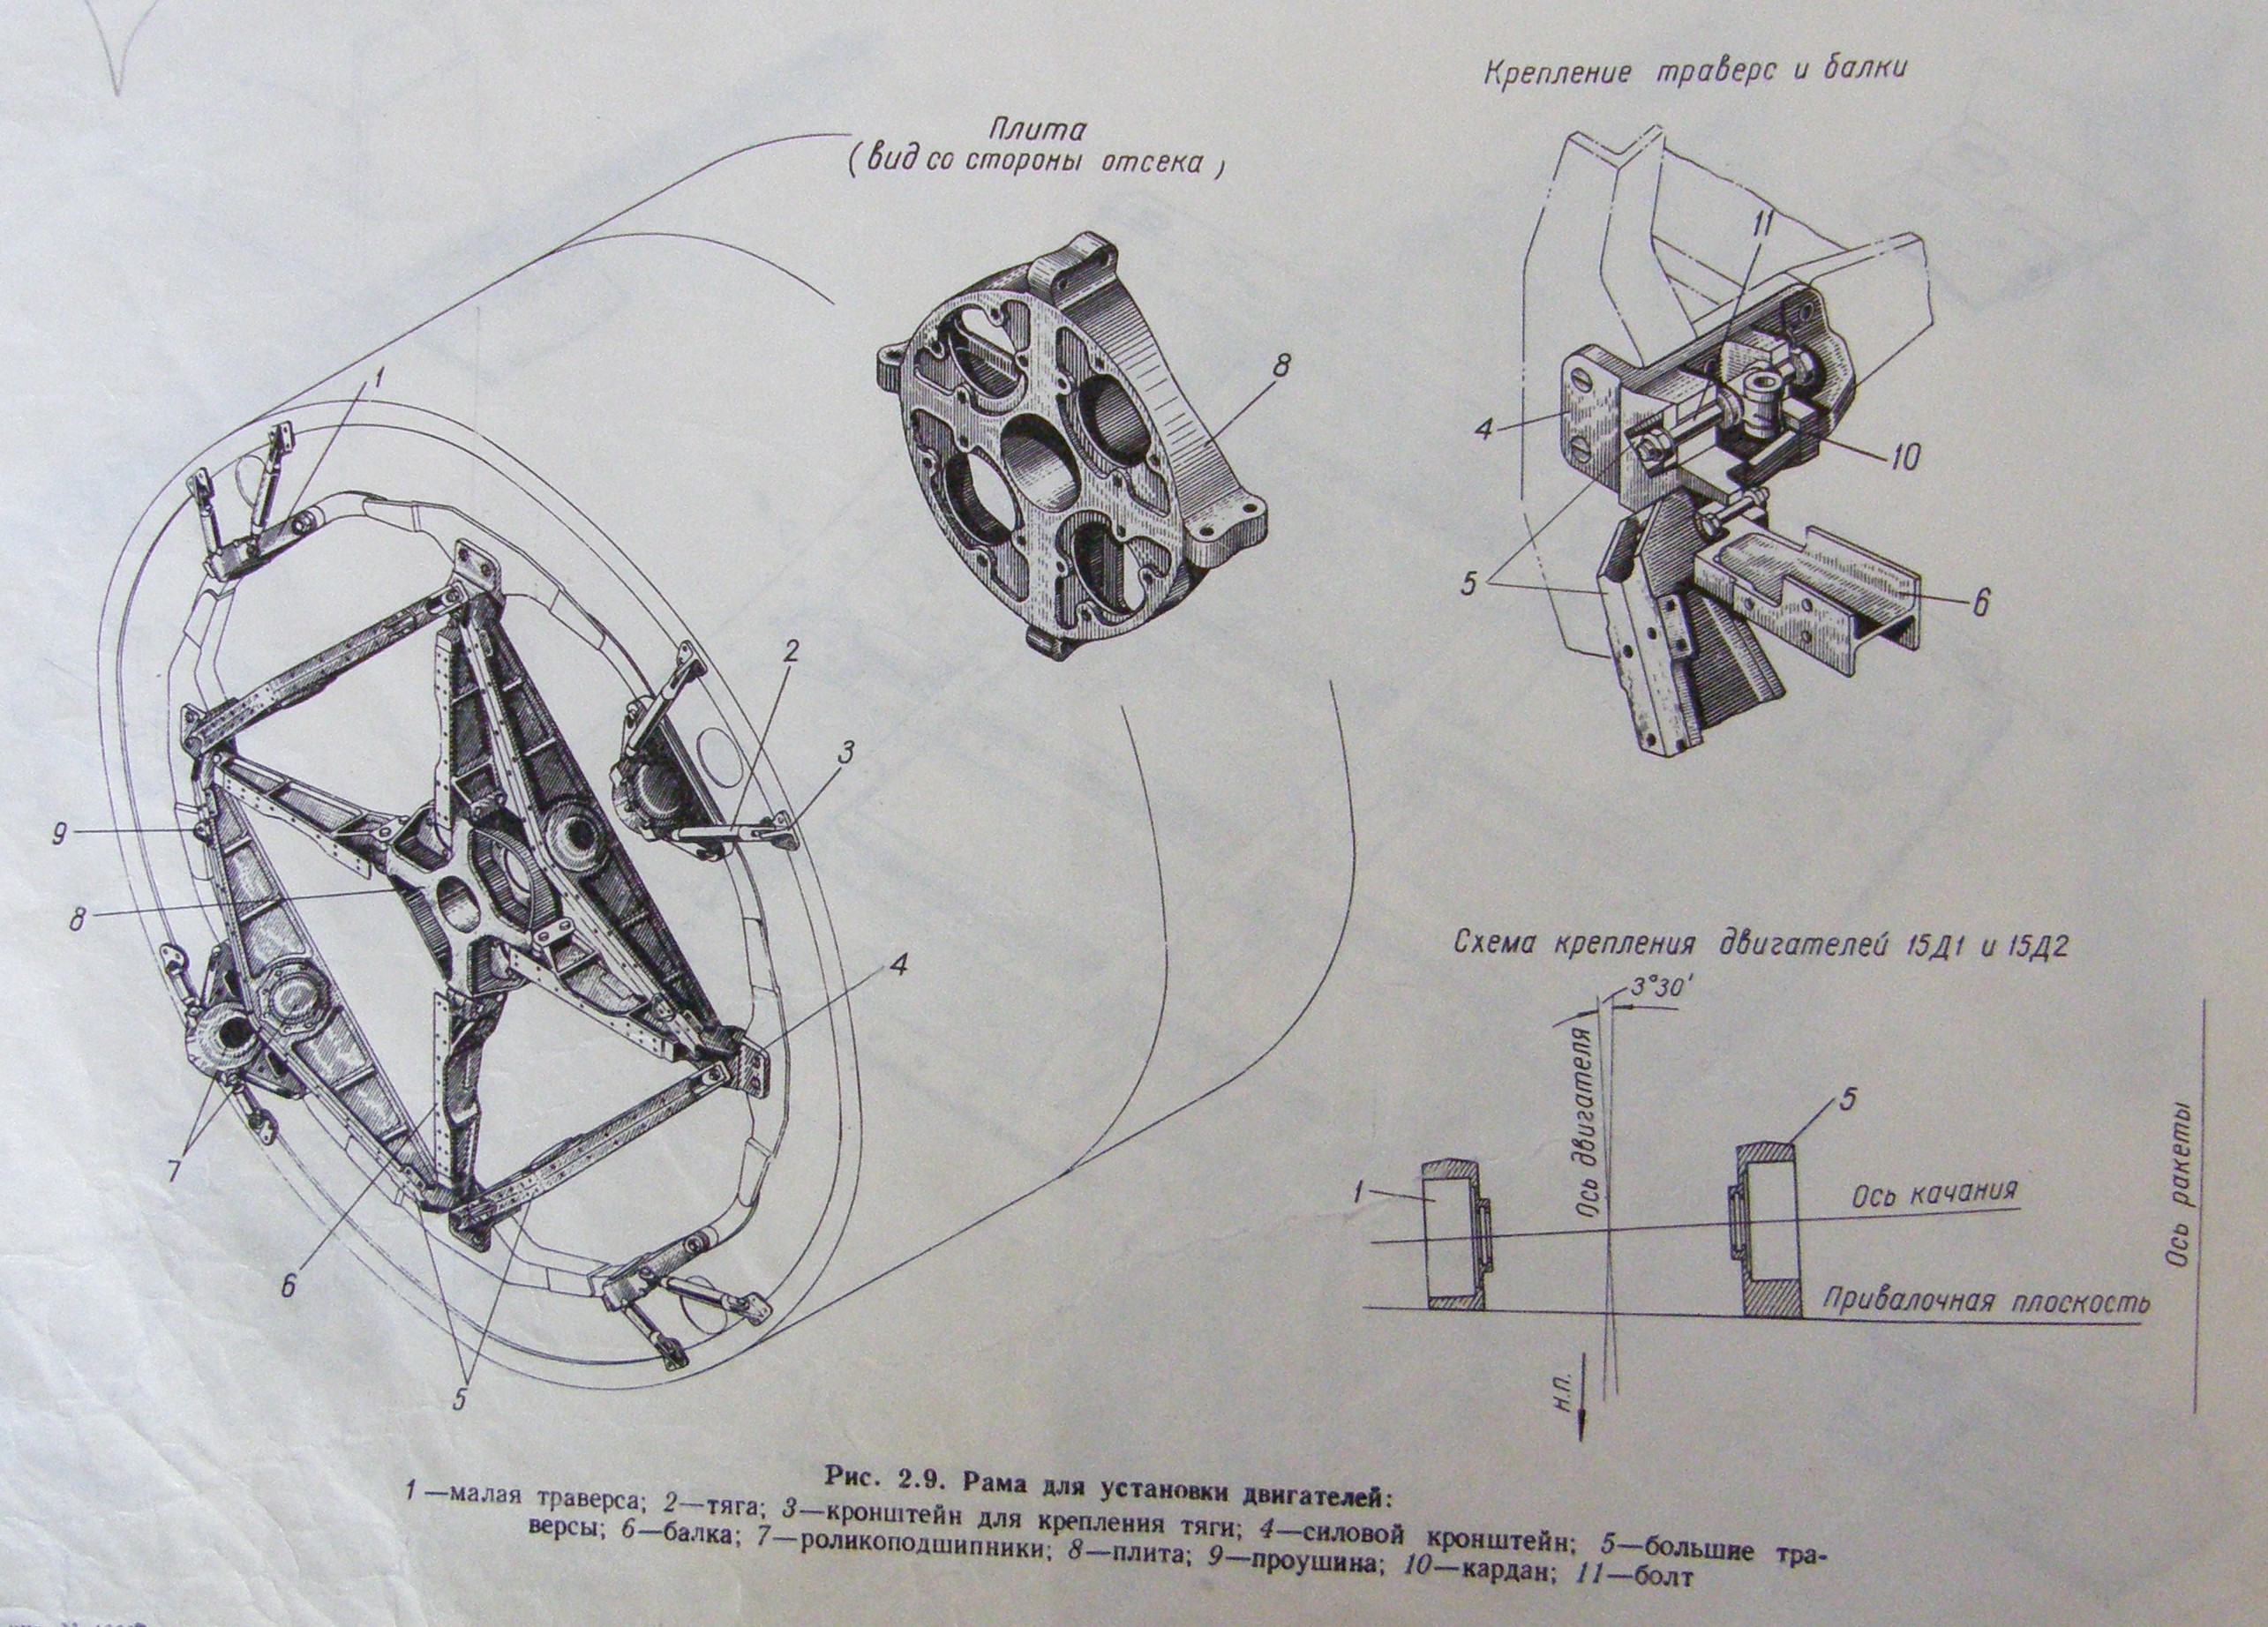 Крепление траверс и балки
Плита
(вид со стороны отсека)
11
8
4
10
5
6
1
2
3
9
8
4
7
6
5
Схема крепления двигателей 15Д1 и 15Д2
3°30'
Ось двигателя
5
1
Ось качания
Ось ракеты
Привалочная плоскость
Н.П.
Рис. 2.9. Рама для установки двигателей:
1—малая траверса; 2—тяга; 3—кронштейн для крепления тяги; 4—силовой кронштейн; 5—большие тра-
версы; 6—балка; 7—роликоподшипники; 8—плита; 9—проушина; 10—кардан; 11—болт